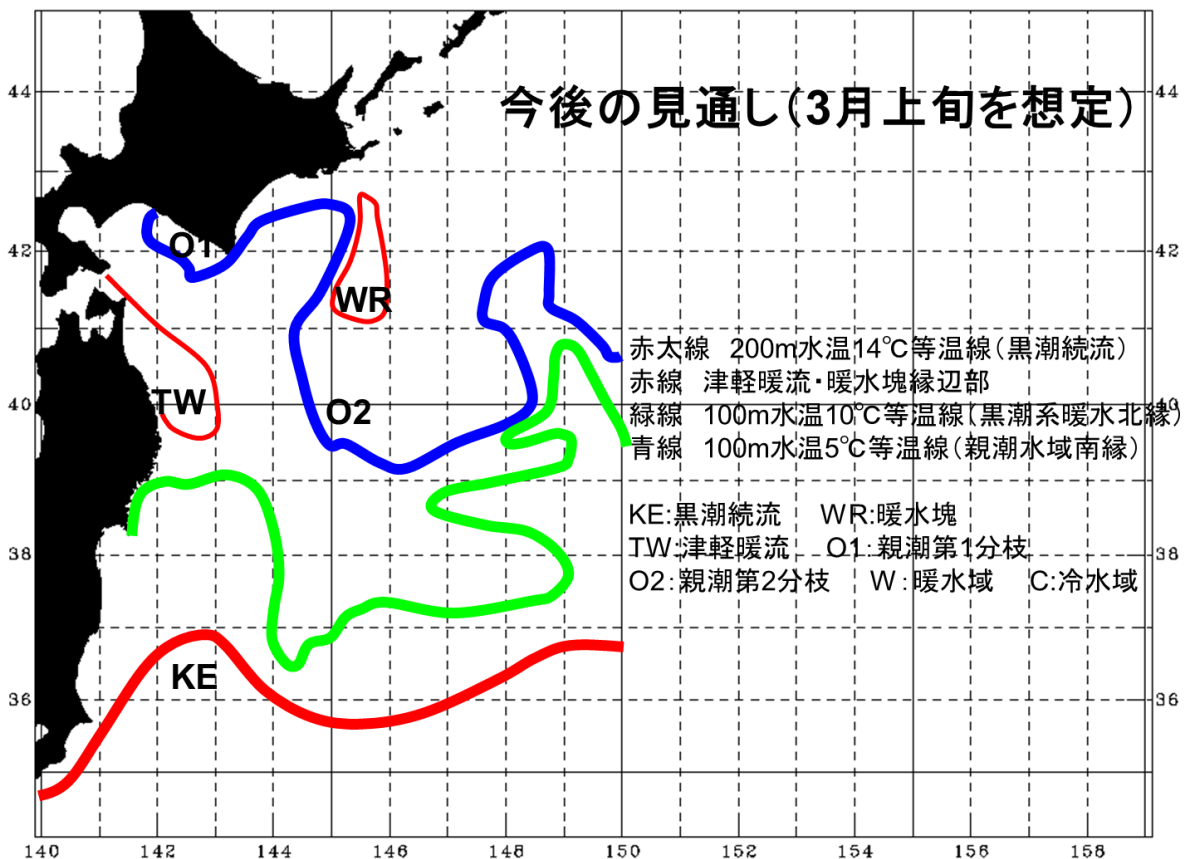 今後の見通し(3月上旬を想定)
44
44
42
42
O1
WR
赤太線 200m水温14℃等温線(黒潮続流)
赤線 津軽暖流・暖水塊縁辺部
40
TW
O2
40
緑線 100m水温10℃等温線(黒潮系暖水北縁)
青線 100m水温5℃等温線(親潮水域南縁)
KE:黒潮続流 WR:暖水塊
38
TW:津軽暖流 O1:親潮第1分枝
38
O2:親潮第2分枝 W:暖水域 C:冷水域
KE
36
36
140 142 144 146 148 150 152 154 156 158